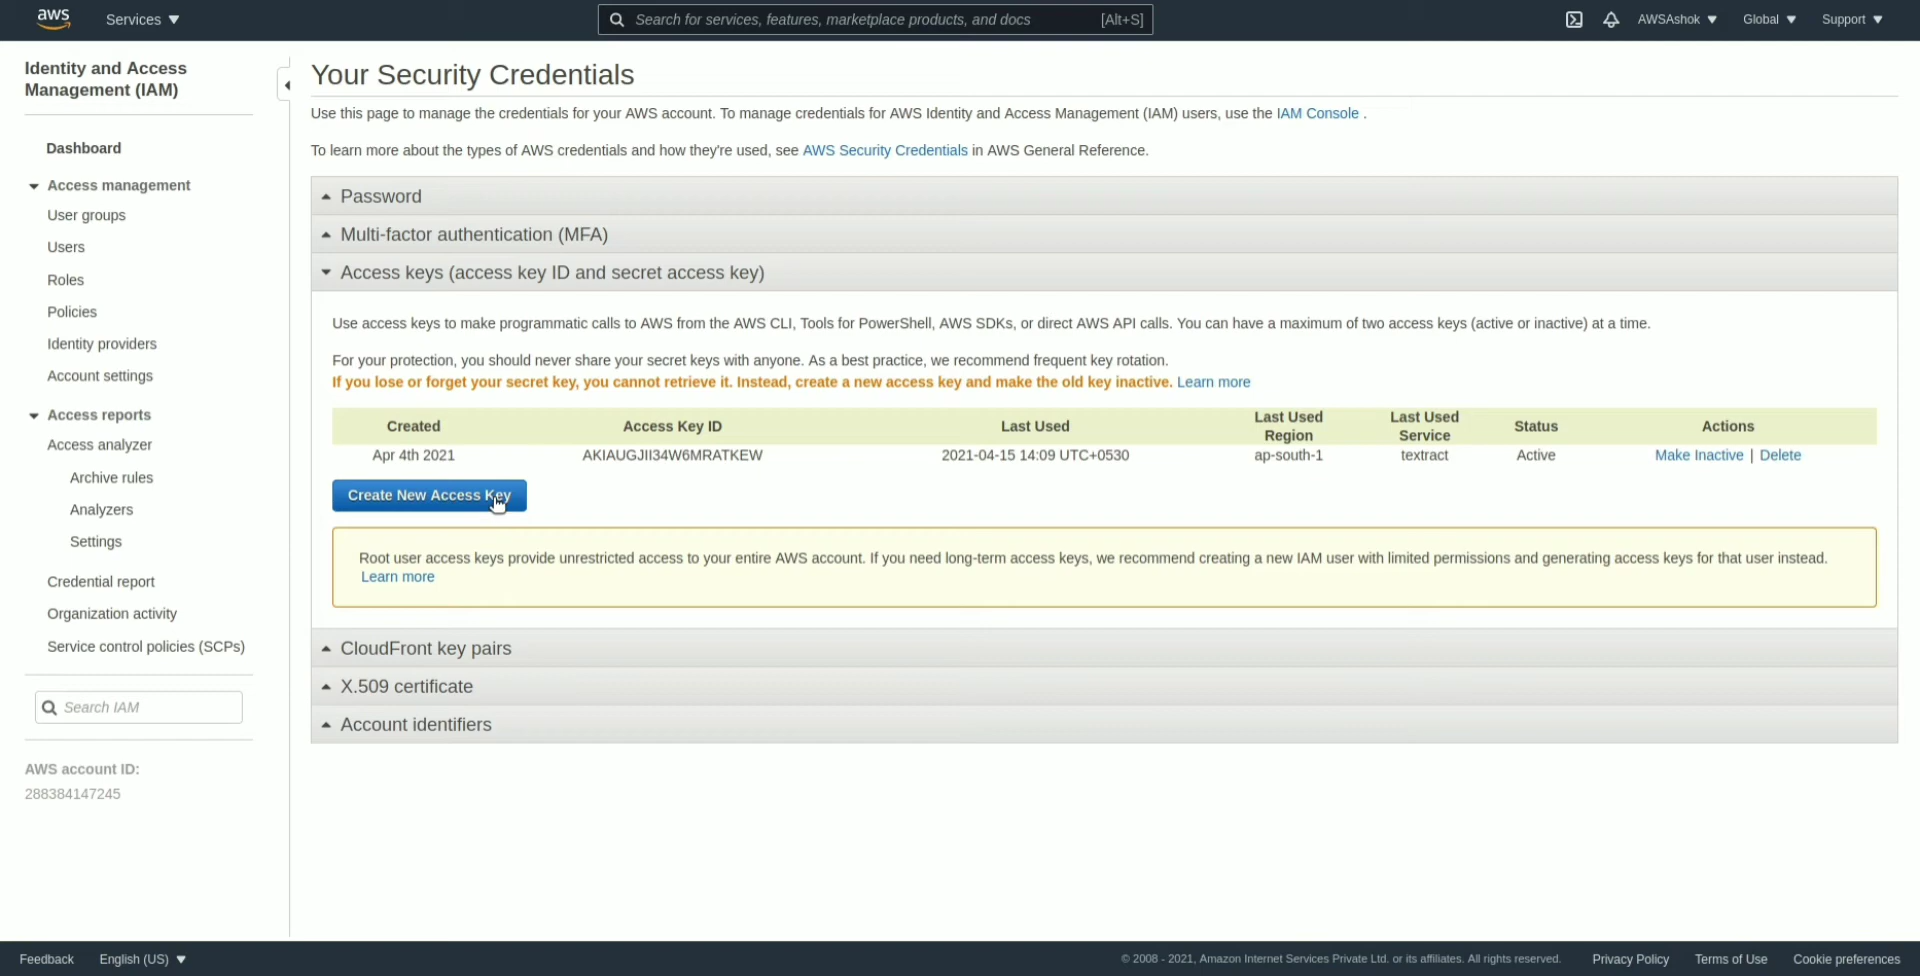 aws
Services
Search for services, features, marketplace products, and docs [Alt+S]
AWSAshok
Global
Support
Identity and Access
Management (IAM)
Dashboard
Access management
User groups
Users
Roles
Policies
Identity providers
Account settings
Access reports
Access analyzer
Archive rules
Analyzers
Settings
Credential report
Organization activity
Service control policies (SCPs)
Search IAM
AWS account ID:
288384147245
Your Security Credentials
Use this page to manage the credentials for your AWS account. To manage credentials for AWS Identity and Access Management (IAM) users, use the IAM Console .
To learn more about the types of AWS credentials and how they're used, see AWS Security Credentials in AWS General Reference.
Password
Multi-factor authentication (MFA)
Access keys (access key ID and secret access key)
Use access keys to make programmatic calls to AWS from the AWS CLI, Tools for PowerShell, AWS SDKs, or direct AWS API calls. You can have a maximum of two access keys (active or inactive) at a time.
For your protection, you should never share your secret keys with anyone. As a best practice, we recommend frequent key rotation.
If you lose or forget your secret key, you cannot retrieve it. Instead, create a new access key and make the old key inactive. Learn more
Created Access Key ID Last Used Last Used Region Last Used Service Status Actions
Apr 4th 2021 AKIAUGJII34W6MRATKEW 2021-04-15 14:09 UTC+0530 ap-south-1 textract Active Make Inactive | Delete
Create New Access Key
Root user access keys provide unrestricted access to your entire AWS account. If you need long-term access keys, we recommend creating a new IAM user with limited permissions and generating access keys for that user instead.
Learn more
CloudFront key pairs
X.509 certificate
Account identifiers
Feedback English (US)
© 2008 - 2021, Amazon Internet Services Private Ltd. or its affiliates. All rights reserved. Privacy Policy Terms of Use Cookie preferences